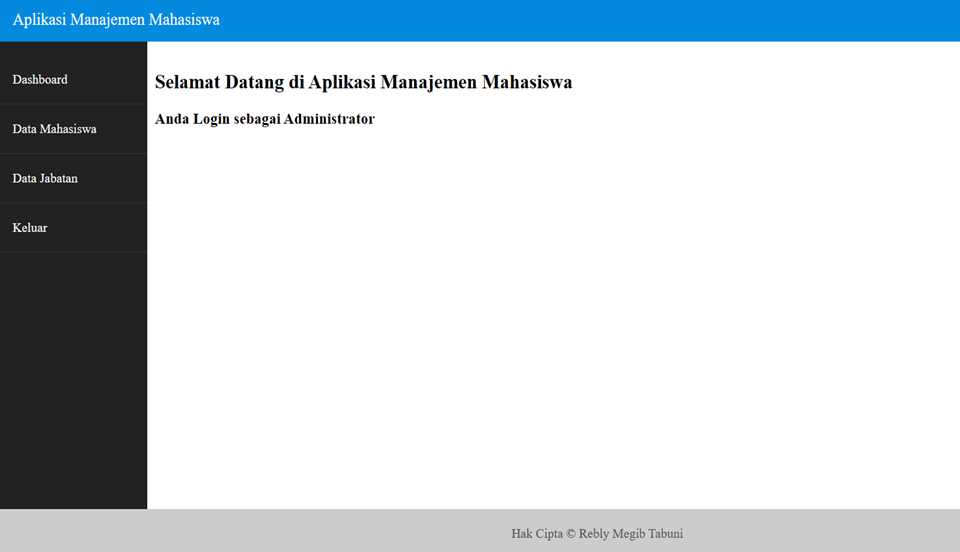 Aplikasi Manajemen Mahasiswa
Dashboard
Data Mahasiswa
Data Jabatan
Keluar
Selamat Datang di Aplikasi Manajemen Mahasiswa
Anda Login sebagai Administrator
Hak Cipta © Rebly Megib Tabuni